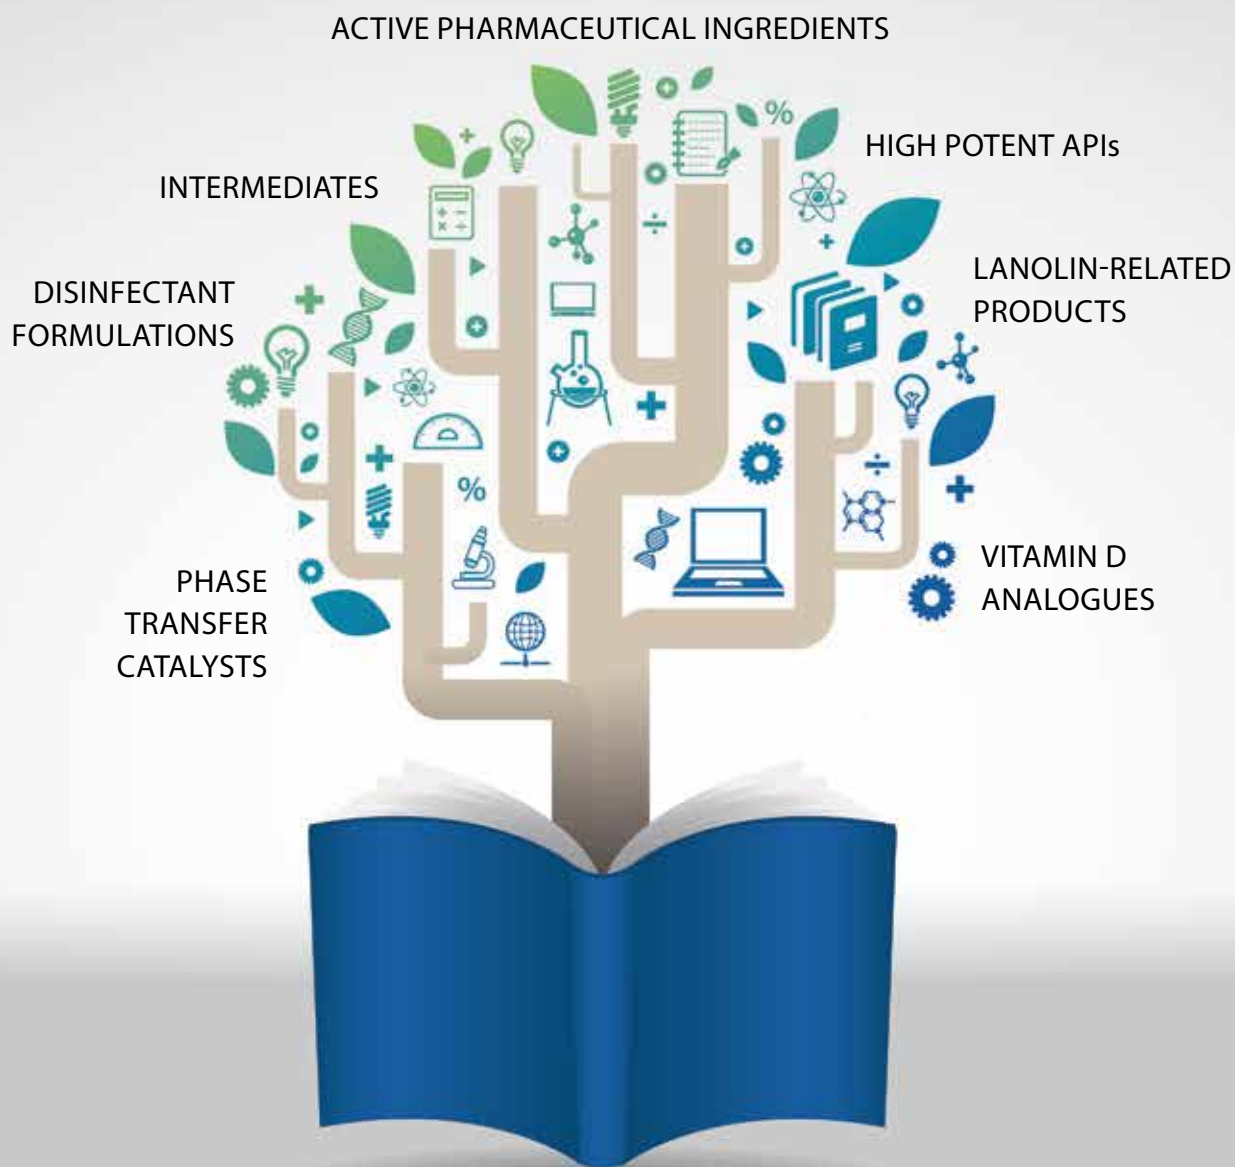 ACTIVE PHARMACEUTICAL INGREDIENTS
HIGH POTENT APIs
INTERMEDIATES
LANOLIN-RELATED
PRODUCTS
DISINFECTANT
FORMULATIONS
VITAMIN D
ANALOGUES
PHASE
TRANSFER
CATALYSTS